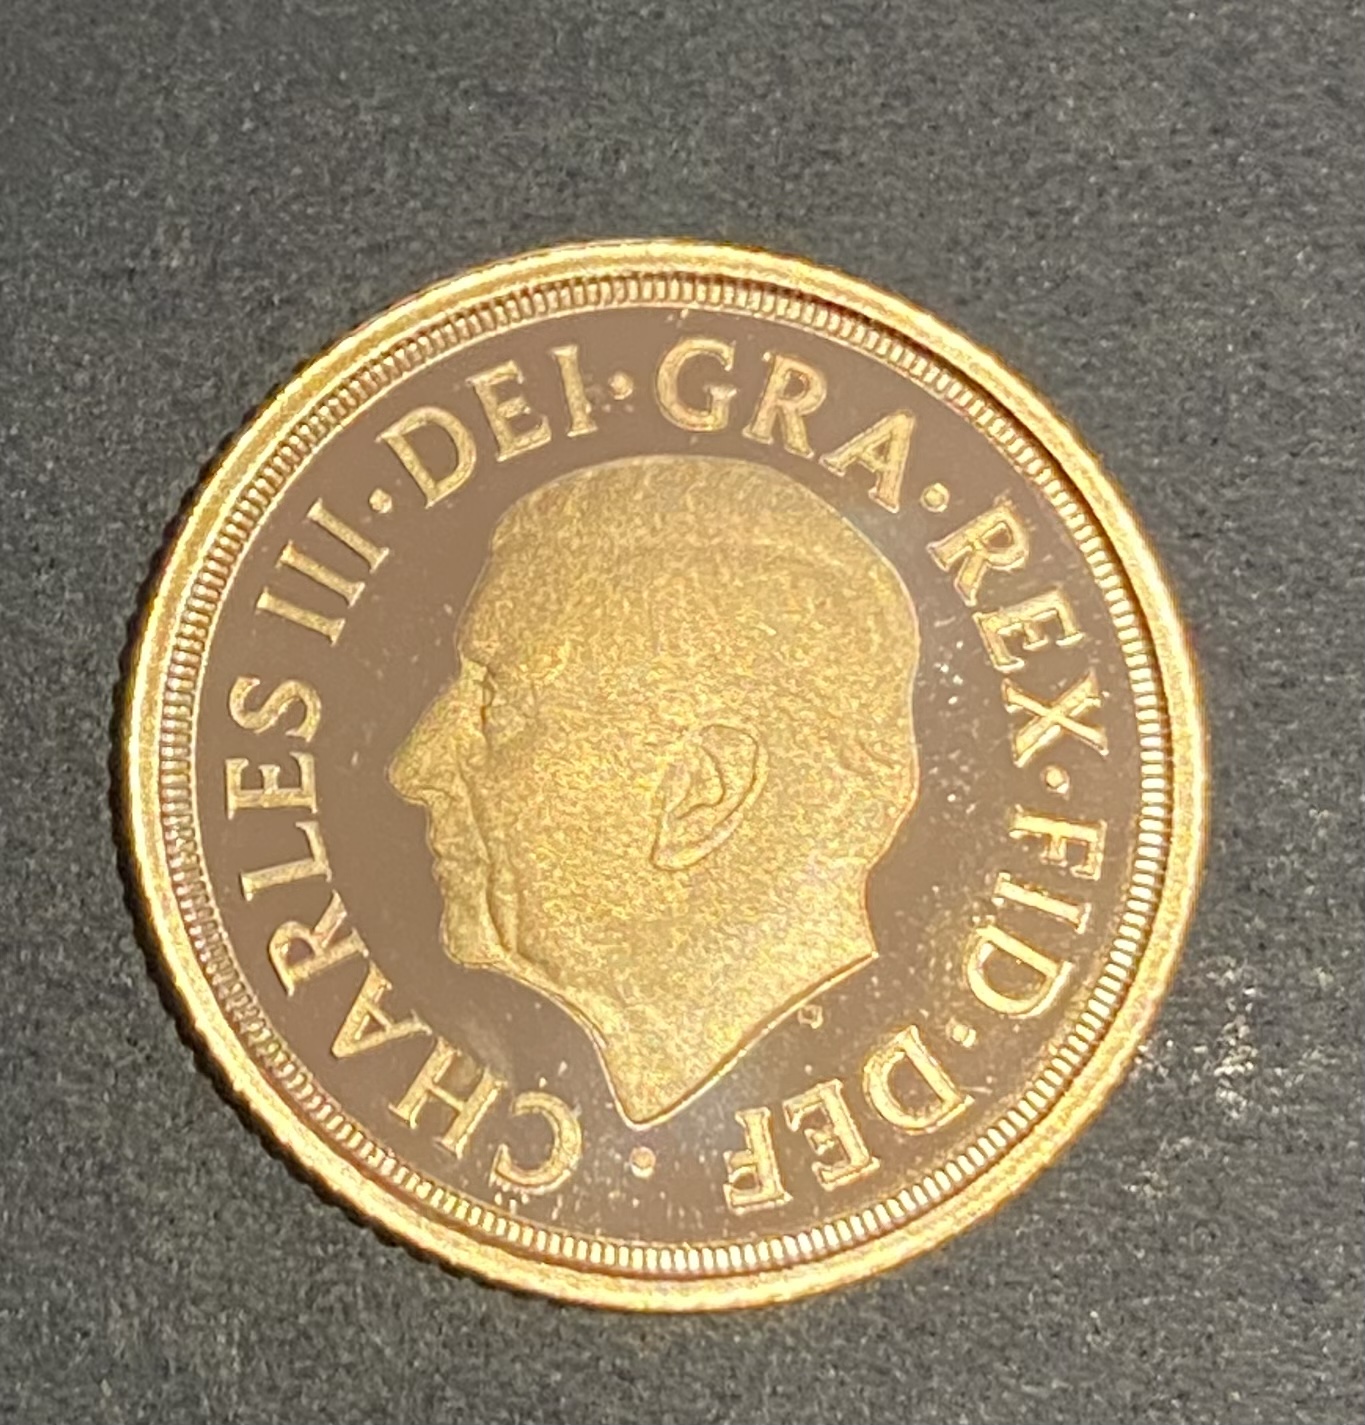 · CHARLES III · DEI · GRA · REX · FID · DEF